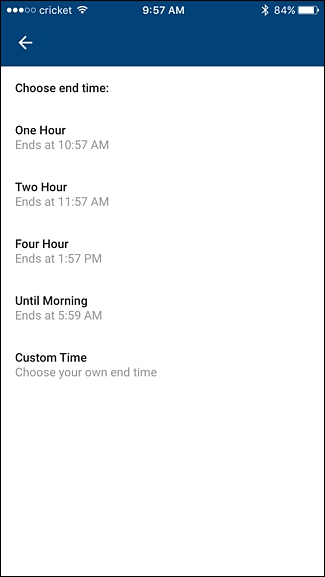 cricket 9:57 AM 84%
Choose end time:
One Hour
Ends at 10:57 AM
Two Hour
Ends at 11:57 AM
Four Hour
Ends at 1:57 PM
Until Morning
Ends at 5:59 AM
Custom Time
Choose your own end time